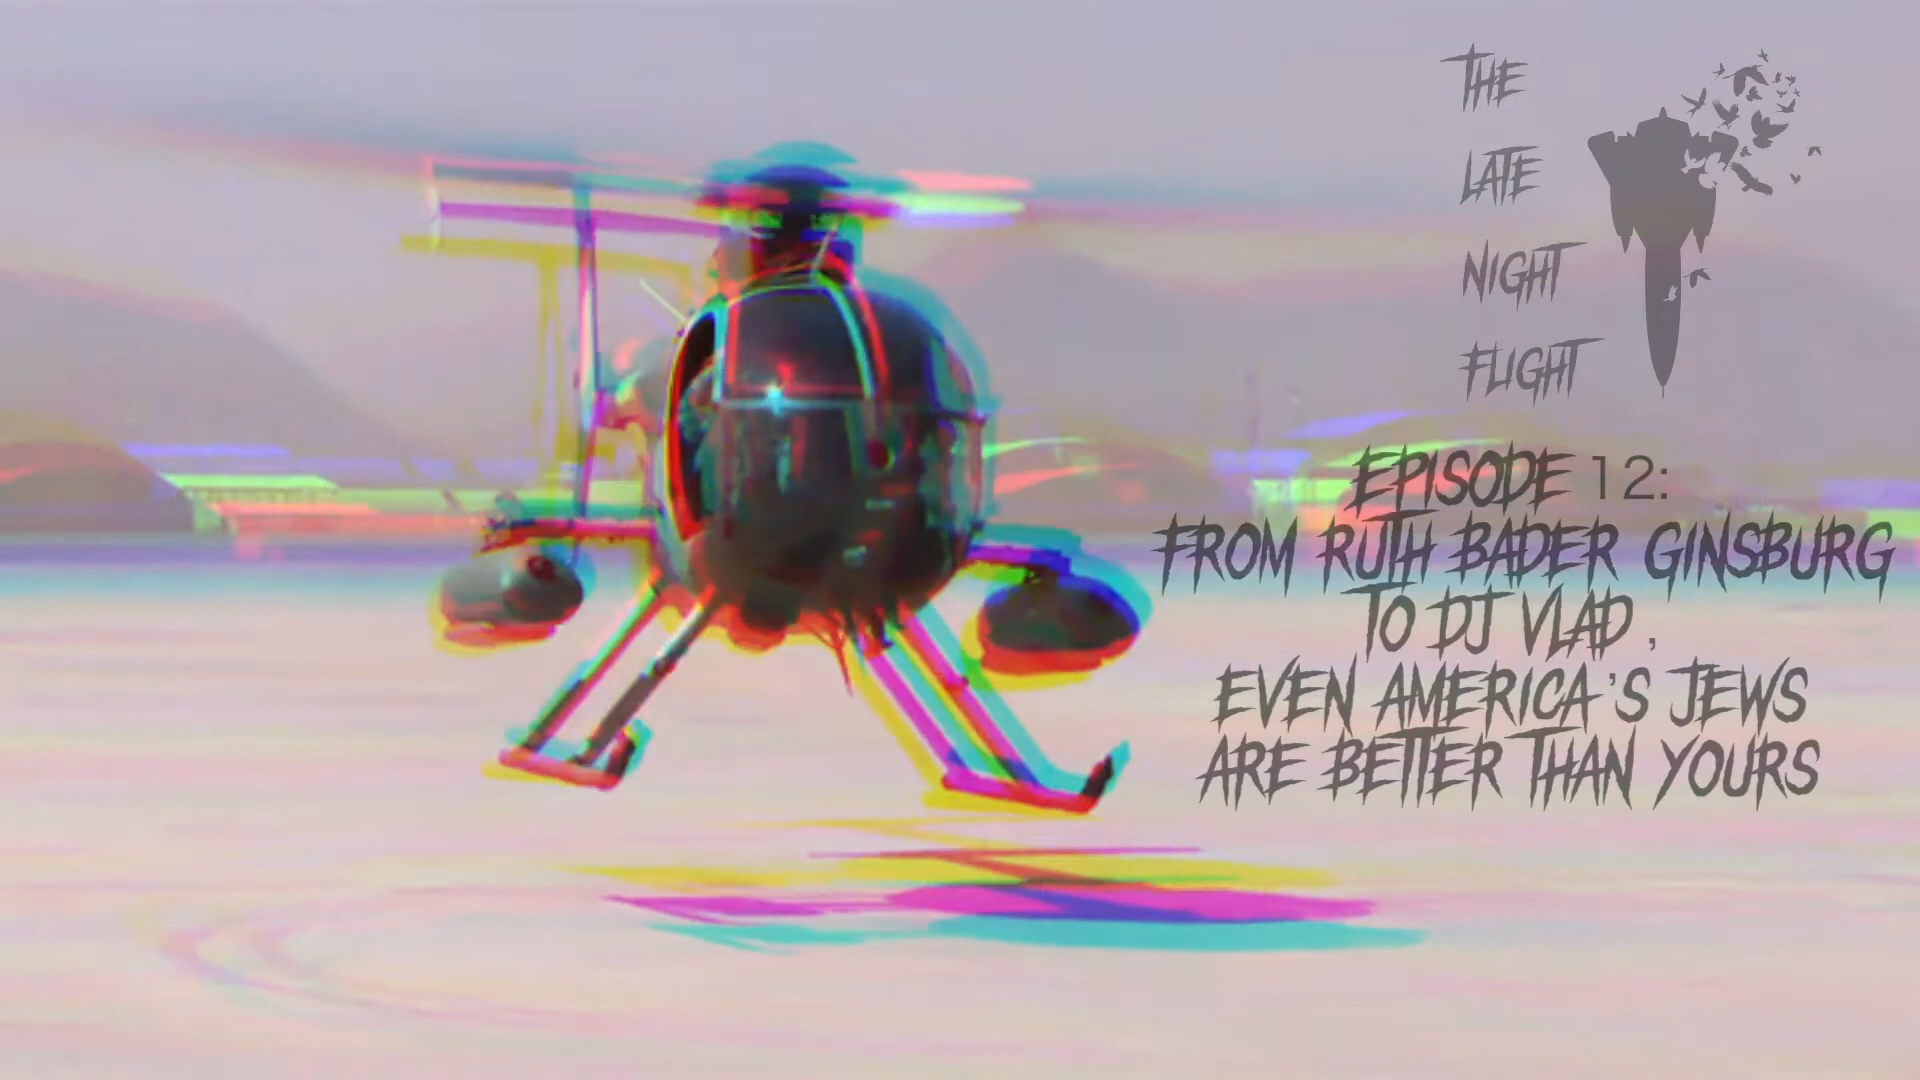 THE
LATE
NIGHT
FLIGHT
EPISODE 12:
FROM RUTH BADER GINSBURG
TO DJ VLAD,
EVEN AMERICA'S JEWS
ARE BETTER THAN YOURS